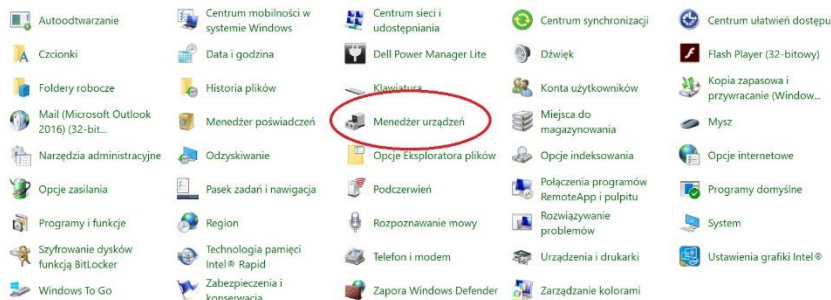 Autoodtwarzanie
Centrum mobilności w
systemie Windows
Centrum sieci i
udostępniania
Centrum synchronizacji
Centrum ułatwień dostępu
Czcionki
Data i godzina
Dell Power Manager Lite
Dźwięk
Flash Player (32-bitowy)
Foldery robocze
Historia plików
Klawiatura
Konta użytkowników
Kopia zapasowa i
przywracanie (Window...
Mail (Microsoft Outlook
2016) (32-bit...
Menedżer poświadczeń
Menedżer urządzeń
Miejsca do
magazynowania
Mysz
Narzędzia administracyjne
Odzyskiwanie
Opcje Eksploratora plików
Opcje indeksowania
Opcje internetowe
Opcje zasilania
Pasek zadań i nawigacja
Podczerwień
Połączenia programów
RemoteApp i pulpitu
Programy domyślne
Programy i funkcje
Region
Rozpoznawanie mowy
Rozwiązywanie
problemów
System
Szyfrowanie dysków
funkcją BitLocker
Technologia pamięci
Intel® Rapid
Telefon i modem
Urządzenia i drukarki
Ustawienia grafiki Intel®
Windows To Go
Zabezpieczenia i
konserwacja
Zapora Windows Defender
Zarządzanie kolorami